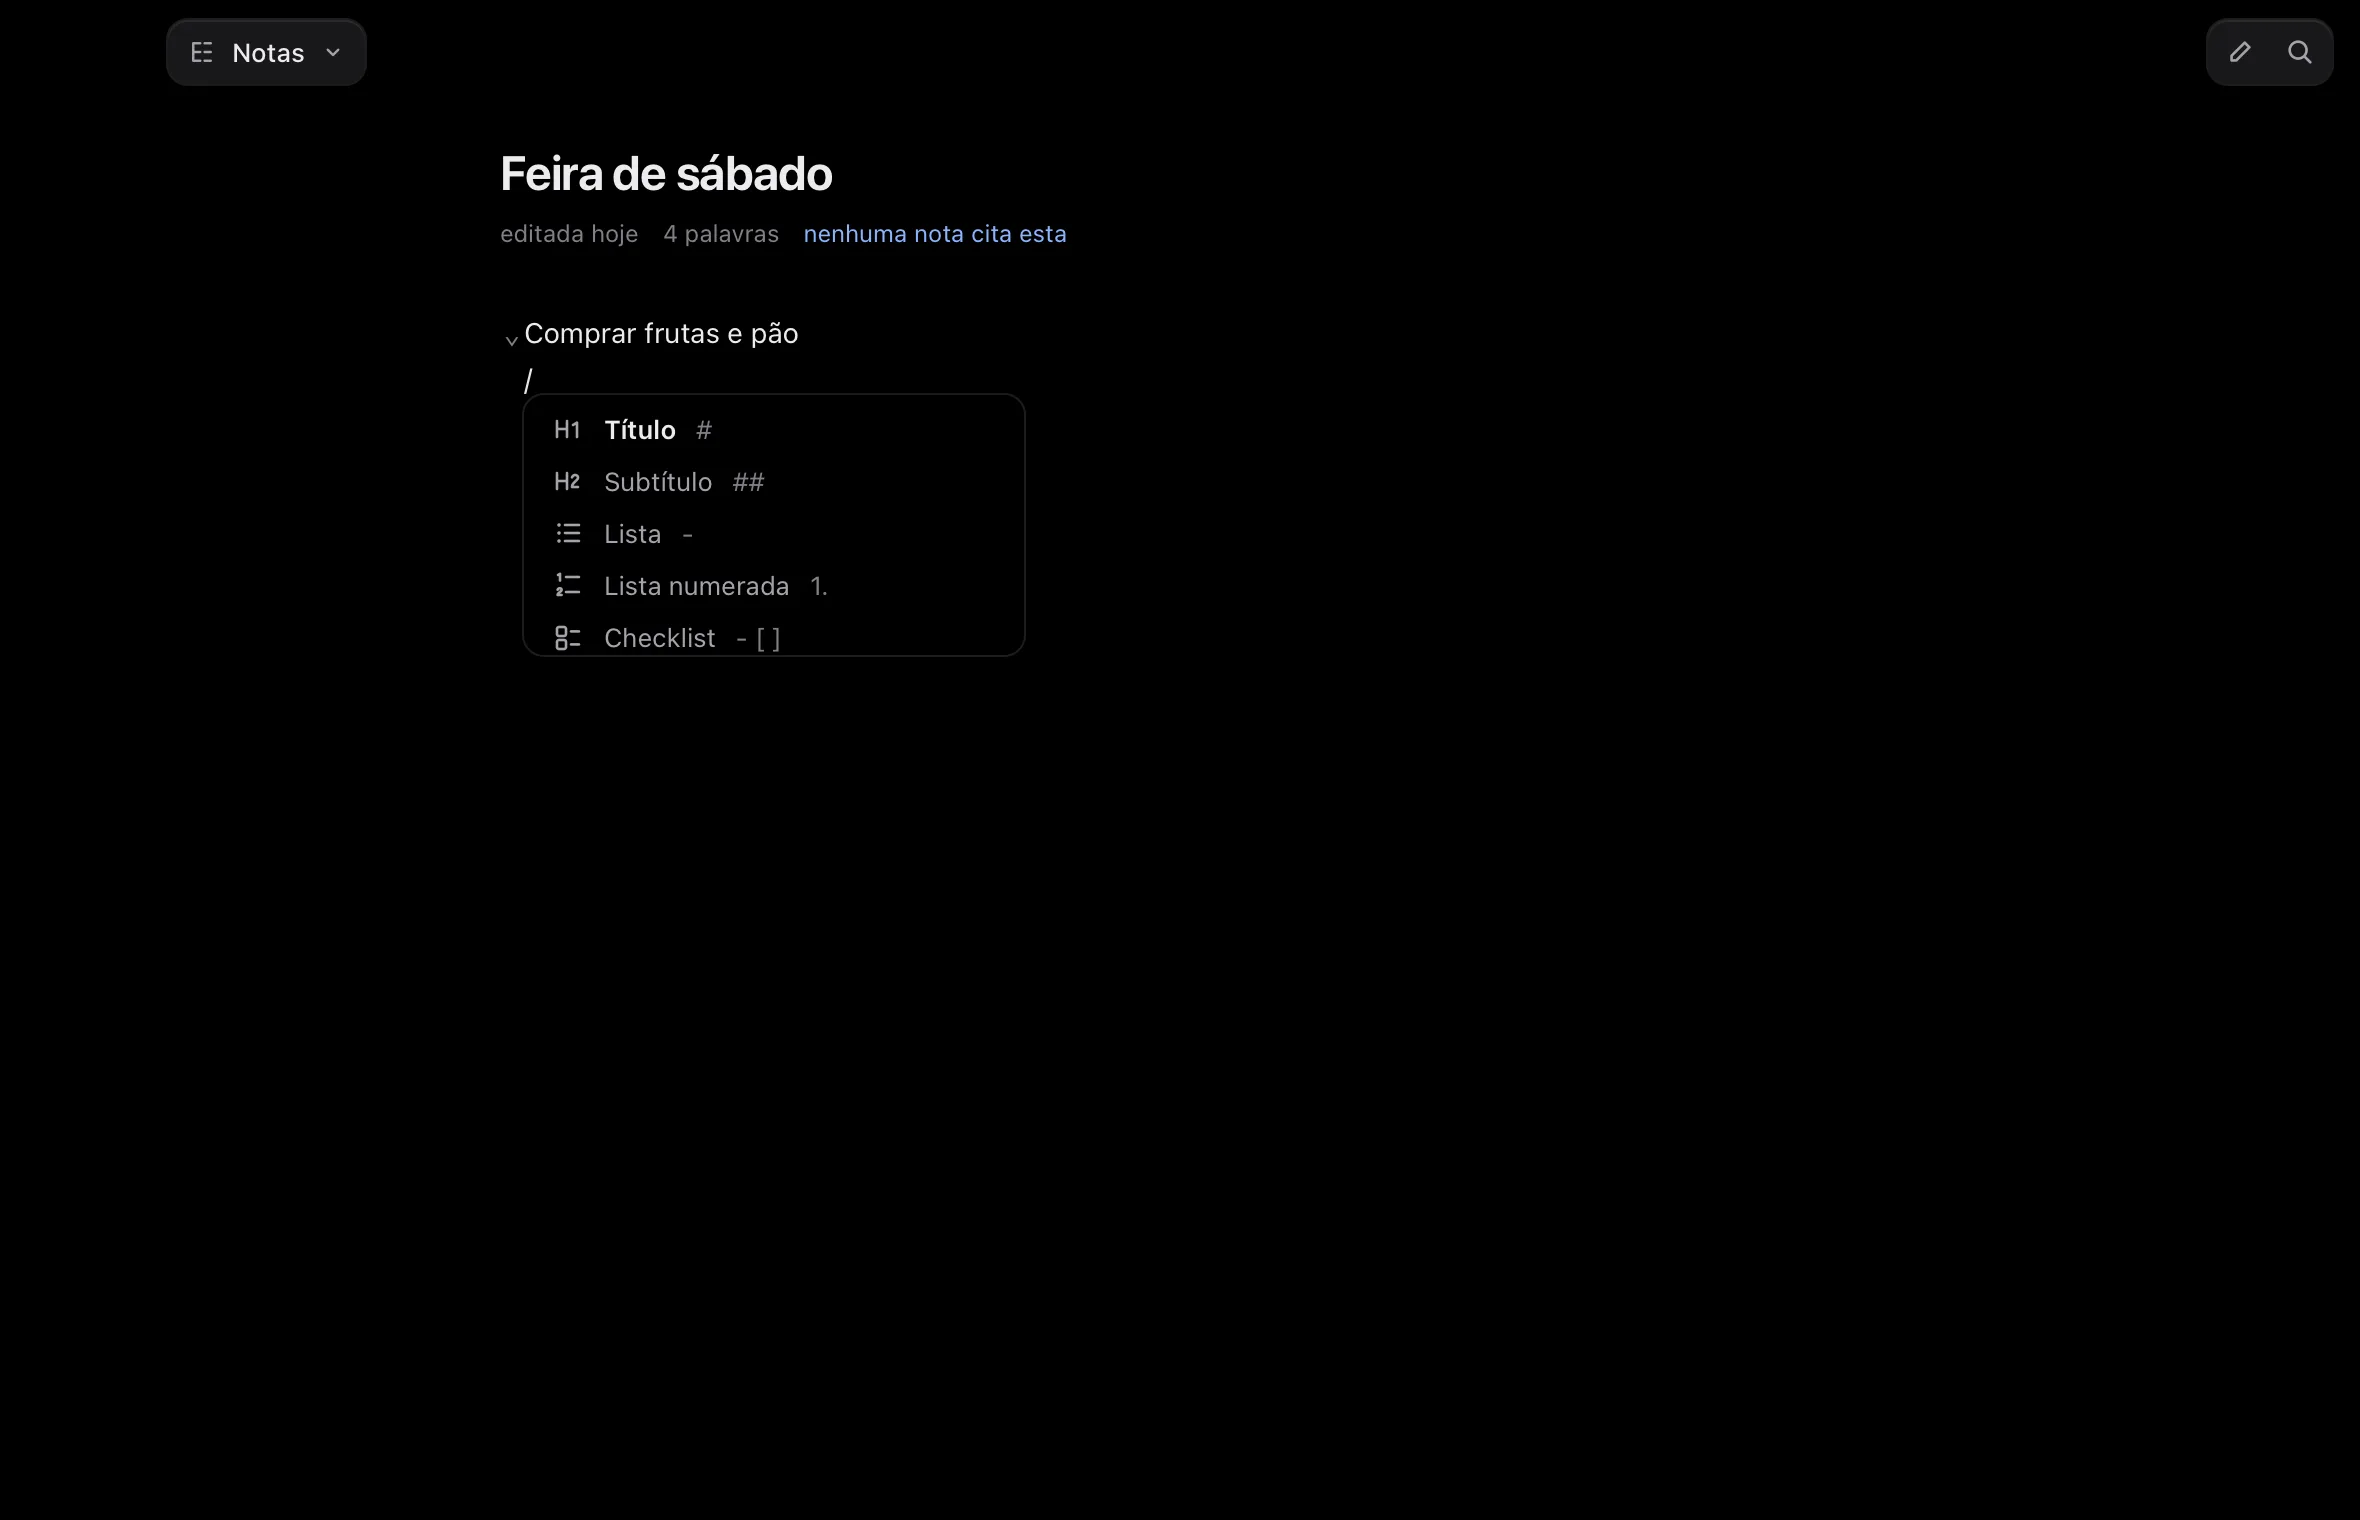 Notas
Feira de sábado
editada hoje 4 palavras nenhuma nota cita esta
Comprar frutas e pão
/
H1 Título #
H2 Subtítulo ##
Lista -
Lista numerada 1.
Checklist - [ ]